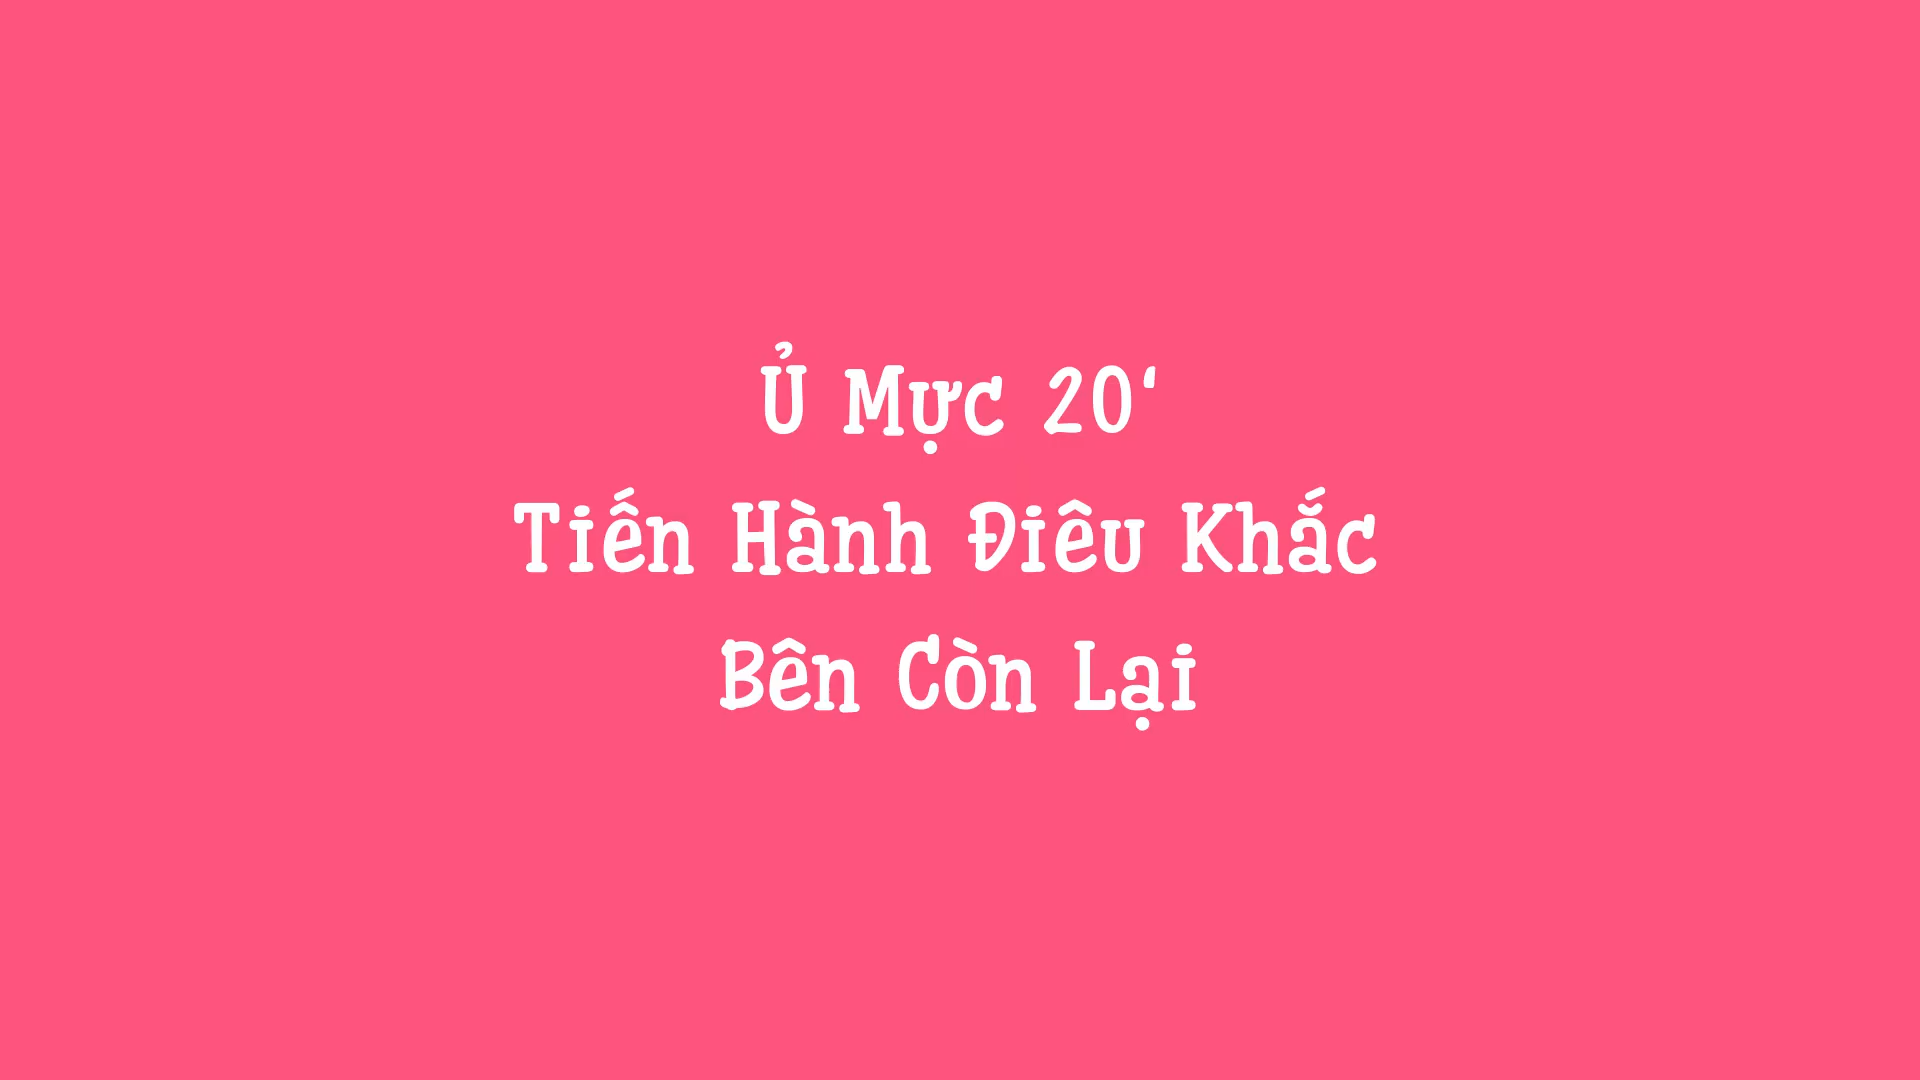 Ủ Mực 20‘
Tiến Hành Điêu Khắc
Bên Còn Lại